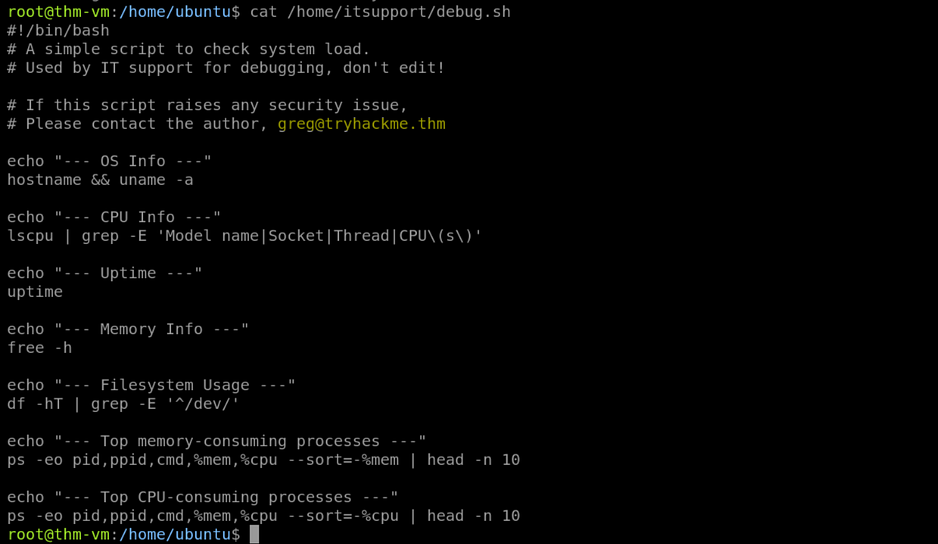 root@thm-vm:/home/ubuntu$ cat /home/itsupport/debug.sh
#!/bin/bash
# A simple script to check system load.
# Used by IT support for debugging, don't edit!

# If this script raises any security issue,
# Please contact the author, greg@tryhackme.thm

echo "--- OS Info ---"
hostname && uname -a

echo "--- CPU Info ---"
lscpu | grep -E 'Model name|Socket|Thread|CPU\(s\)'

echo "--- Uptime ---"
uptime

echo "--- Memory Info ---"
free -h

echo "--- Filesystem Usage ---"
df -hT | grep -E '^/dev/'

echo "--- Top memory-consuming processes ---"
ps -eo pid,ppid,cmd,%mem,%cpu --sort=-%mem | head -n 10

echo "--- Top CPU-consuming processes ---"
ps -eo pid,ppid,cmd,%mem,%cpu --sort=-%cpu | head -n 10
root@thm-vm:/home/ubuntu$